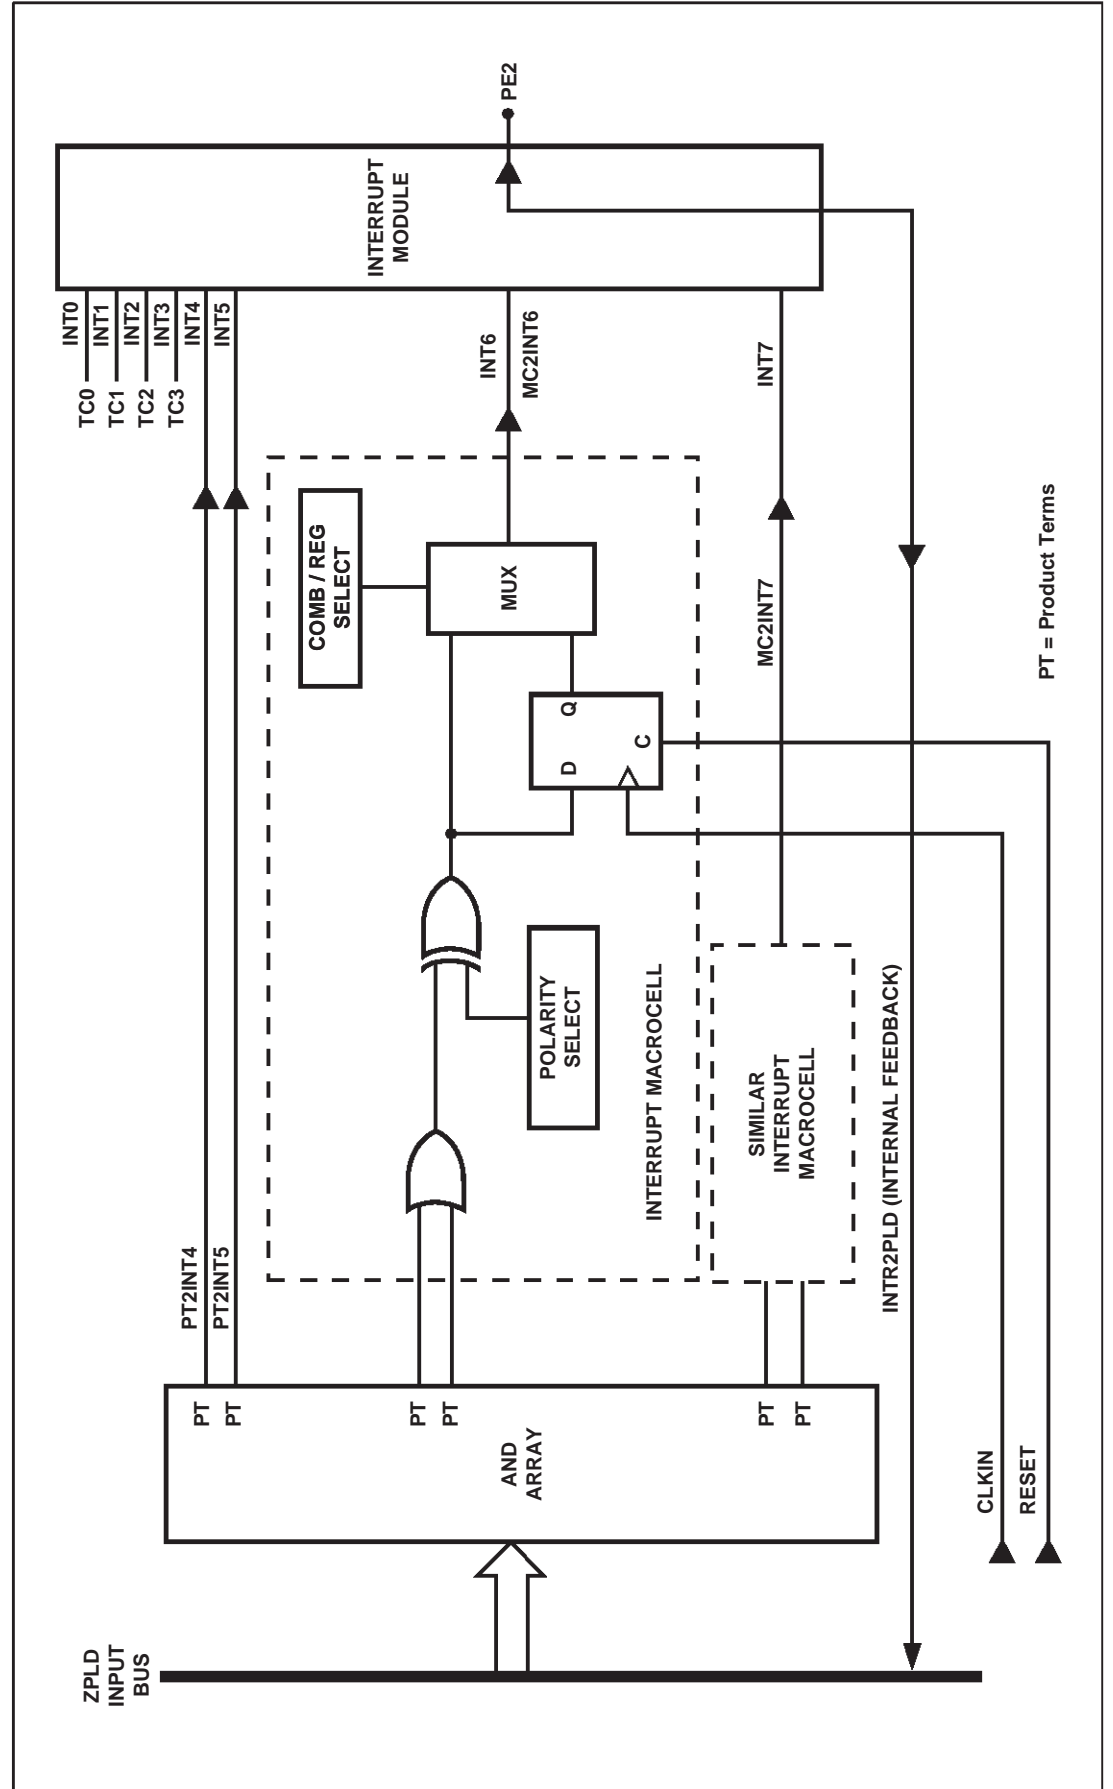 ZPLD
INPUT
BUS
AND
ARRAY
PT
PT
PT
PT
PT
PT
PT2INT4
PT2INT5
POLARITY
SELECT
COMB / REG
SELECT
D
Q
C
MUX
INTERRUPT MACROCELL
SIMILAR
INTERRUPT
MACROCELL
INTR2PLD (INTERNAL FEEDBACK)
CLKIN
RESET
TC0
TC1
TC2
TC3
INT0
INT1
INT2
INT3
INT4
INT5
INT6
MC2INT6
MC2INT7
INT7
INTERRUPT
MODULE
PE2
PT = Product Terms